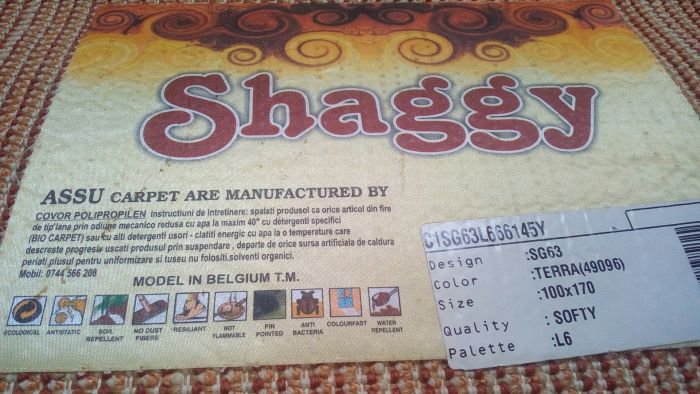 Shaggy
ASSU CARPET ARE MANUFACTURED BY
COVOR POLIPROPILEN Instructiuni de intretinere: spalati produsol ca orice articol din fire
de tip lana prin odiune mecanico redusa cu apa la maxim 40° cu detergenti specifici
(BIO CARPET) sau cu alti detergenti usori - clatiti energic cu apa la o temperature care
descreste progresiv uscati produsul prin suspendare , departe de orice sursa artificiala de caldura
periati plusul pentru uniformizare si tuseu nu folositi.solventi organici.
Mobil: 0744 566 208
MODEL IN BELGIUM T.M.
ECOLOGICAL
ANTISTATIC
SOIL REPELLENT
NO DUST FIBERS
RESILIANT
NOT FLAMMABLE
PIN POINTED
ANTI BACTERIA
COLOURFAST
WATER REPELLENT
C1SG63L666145Y
Design :SG63
Color :TERRA(49096)
Size :100x170
Quality : SOFTY
Palette :L6